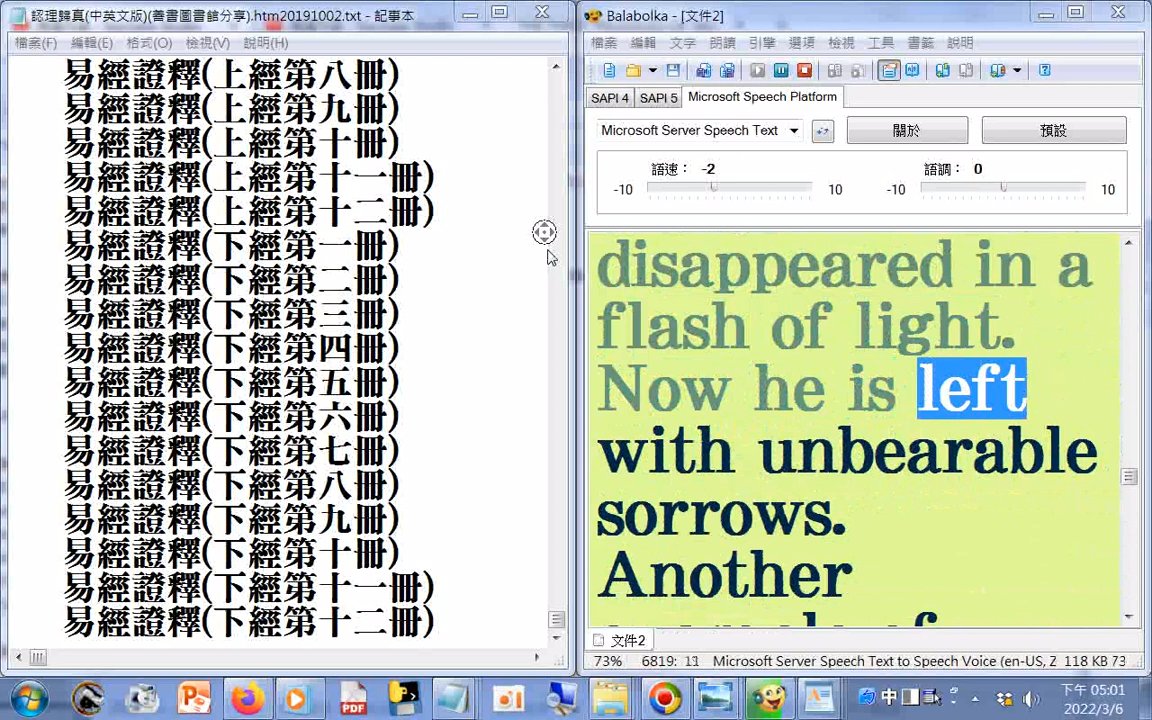 認理歸真(中英文版)(善書圖書館分享).htm20191002.txt - 記事本
檔案(F) 編輯(E) 格式(O) 檢視(V) 說明(H)
易經證釋(上經第八冊)
易經證釋(上經第九冊)
易經證釋(上經第十冊)
易經證釋(上經第十一冊)
易經證釋(上經第十二冊)
易經證釋(下經第一冊)
易經證釋(下經第二冊)
易經證釋(下經第三冊)
易經證釋(下經第四冊)
易經證釋(下經第五冊)
易經證釋(下經第六冊)
易經證釋(下經第七冊)
易經證釋(下經第八冊)
易經證釋(下經第九冊)
易經證釋(下經第十冊)
易經證釋(下經第十一冊)
易經證釋(下經第十二冊)
Balabolka - [文件2]
檔案 編輯 文字 朗讀 引擎 選項 檢視 工具 書籤 說明
SAPI 4 SAPI 5 Microsoft Speech Platform
Microsoft Server Speech Text 關於 預設
語速： -2 語調： 0
-10 10 -10 10
disappeared in a
flash of light.
Now he is left
with unbearable
sorrows.
Another
文件2
73% 6819: 11 Microsoft Server Speech Text to Speech Voice (en-US, Z 118 KB 73
PDF 中 下午 05:01
2022/3/6